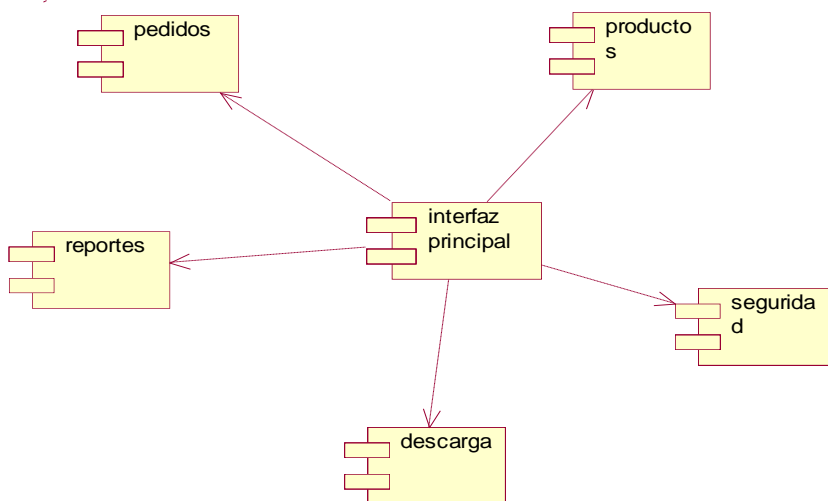 pedidos
producto
s
interfaz
principal
reportes
segurida
d
descarga